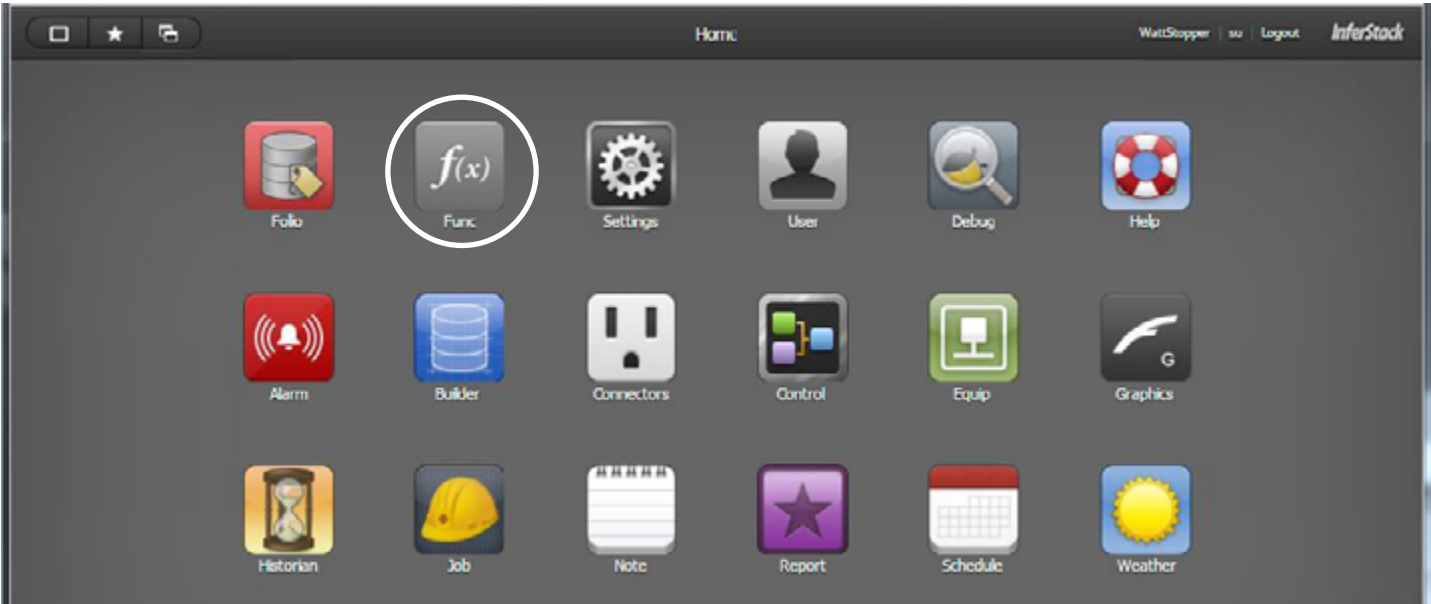 Home
WattStopper | su | Logout InferStack
f(x)
Folio Func Settings User Debug Help
G
Alarm Builder Connectors Control Equip Graphics
Historian Job Note Report Schedule Weather